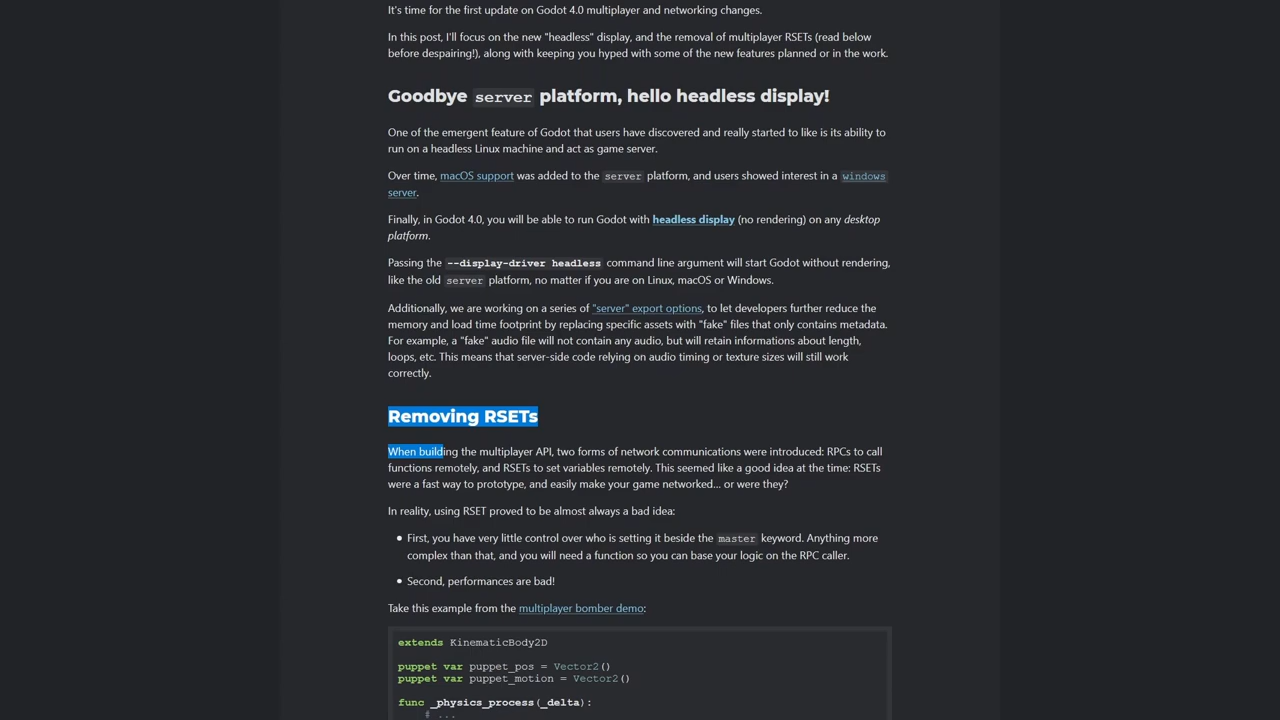 It's time for the first update on Godot 4.0 multiplayer and networking changes.
In this post, I'll focus on the new "headless" display, and the removal of multiplayer RSETs (read below
before despairing!), along with keeping you hyped with some of the new features planned or in the work.
Goodbye server platform, hello headless display!
One of the emergent feature of Godot that users have discovered and really started to like is its ability to
run on a headless Linux machine and act as game server.
Over time, macOS support was added to the server platform, and users showed interest in a windows
server.
Finally, in Godot 4.0, you will be able to run Godot with headless display (no rendering) on any desktop
platform.
Passing the --display-driver headless command line argument will start Godot without rendering,
like the old server platform, no matter if you are on Linux, macOS or Windows.
Additionally, we are working on a series of "server" export options, to let developers further reduce the
memory and load time footprint by replacing specific assets with "fake" files that only contains metadata.
For example, a "fake" audio file will not contain any audio, but will retain informations about length,
loops, etc. This means that server-side code relying on audio timing or texture sizes will still work
correctly.
Removing RSETs
When building the multiplayer API, two forms of network communications were introduced: RPCs to call
functions remotely, and RSETs to set variables remotely. This seemed like a good idea at the time: RSETs
were a fast way to prototype, and easily make your game networked... or were they?
In reality, using RSET proved to be almost always a bad idea:
• First, you have very little control over who is setting it beside the master keyword. Anything more
complex than that, and you will need a function so you can base your logic on the RPC caller.
• Second, performances are bad!
Take this example from the multiplayer bomber demo:
extends KinematicBody2D
puppet var puppet_pos = Vector2()
puppet var puppet_motion = Vector2()
func _physics_process(_delta):
# ...